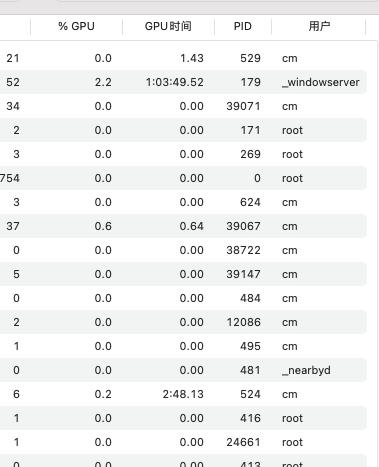 % GPU GPU时间 PID 用户
21 0.0 1.43 529 cm
52 2.2 1:03:49.52 179 _windowserver
34 0.0 0.00 39071 cm
2 0.0 0.00 171 root
3 0.0 0.00 269 root
754 0.0 0.00 0 root
3 0.0 0.00 624 cm
37 0.6 0.64 39067 cm
0 0.0 0.00 38722 cm
5 0.0 0.00 39147 cm
0 0.0 0.00 484 cm
2 0.0 0.00 12086 cm
1 0.0 0.00 495 cm
0 0.0 0.00 481 _nearbyd
6 0.2 2:48.13 524 cm
1 0.0 0.00 416 root
1 0.0 0.00 24661 root
0 0.0 0.00 413 root